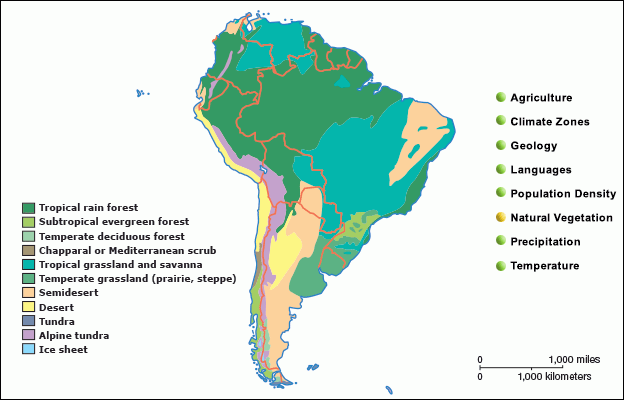 Agriculture
Climate Zones
Geology
Languages
Population Density
Natural Vegetation
Precipitation
Temperature
Tropical rain forest
Subtropical evergreen forest
Temperate deciduous forest
Chapparal or Mediterranean scrub
Tropical grassland and savanna
Temperate grassland (prairie, steppe)
Semidesert
Desert
Tundra
Alpine tundra
Ice sheet
0 1,000 miles
0 1,000 kilometers